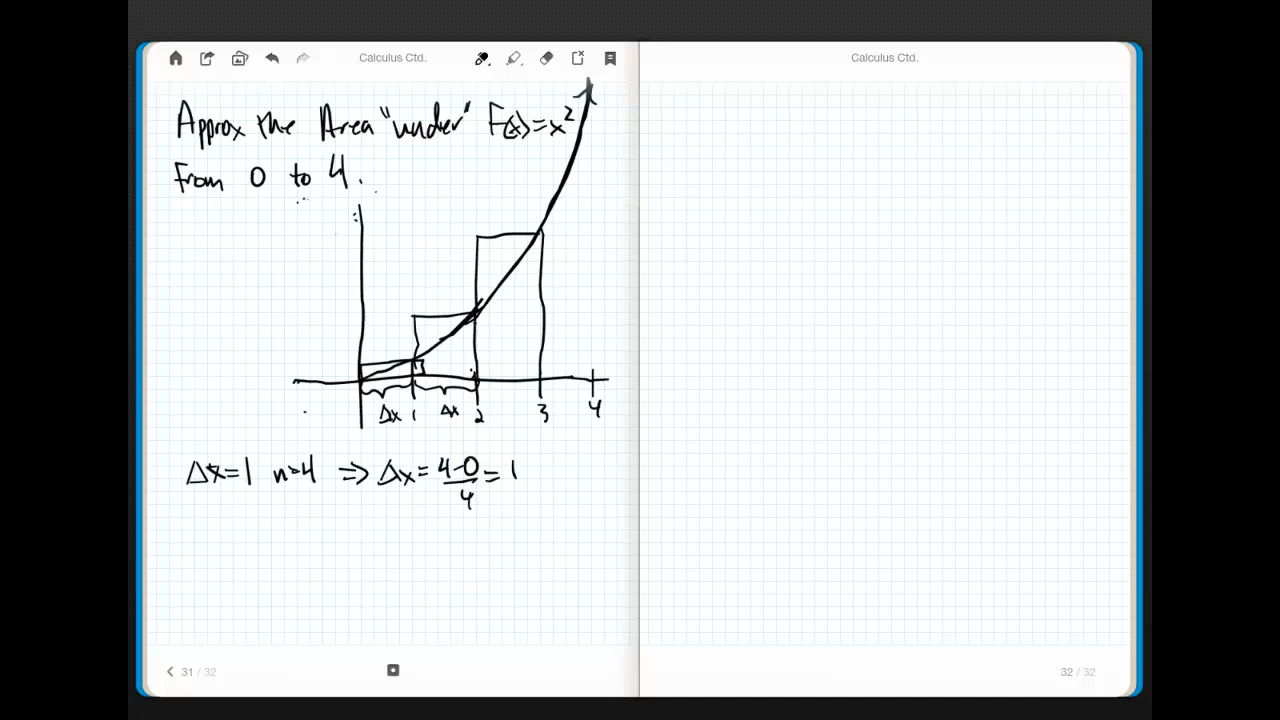 Calculus Ctd.
Calculus Ctd.
Approx the Area "under" F(x)=x²
From 0 to 4.
Δx 1 Δx 2 3 4
Δx=1 n=4 => Δx = 4-0/4 = 1
31 / 32
32 / 32